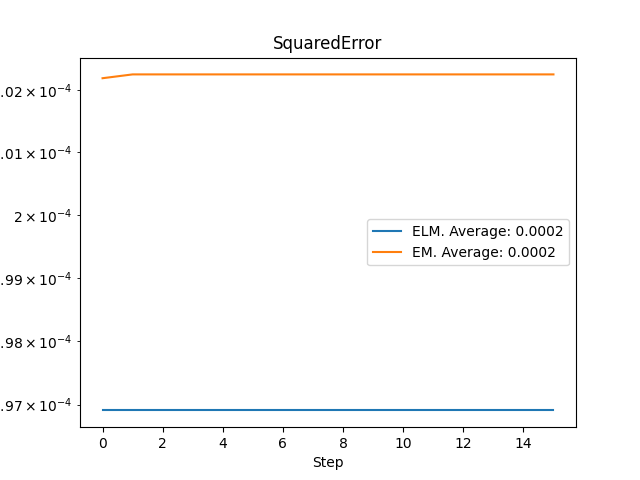 SquaredError
.02 × 10⁻⁴
.01 × 10⁻⁴
2 × 10⁻⁴
.99 × 10⁻⁴
.98 × 10⁻⁴
.97 × 10⁻⁴
ELM. Average: 0.0002
EM. Average: 0.0002
0 2 4 6 8 10 12 14
Step